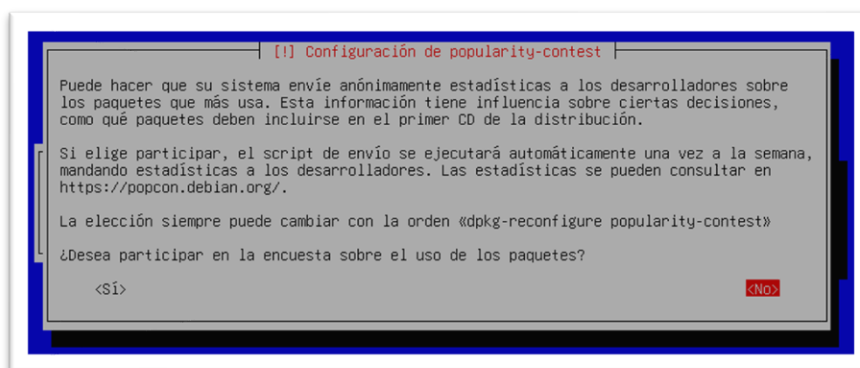 [!] Configuración de popularity-contest
Puede hacer que su sistema envíe anónimamente estadísticas a los desarrolladores sobre
los paquetes que más usa. Esta información tiene influencia sobre ciertas decisiones,
como qué paquetes deben incluirse en el primer CD de la distribución.
Si elige participar, el script de envío se ejecutará automáticamente una vez a la semana,
mandando estadísticas a los desarrolladores. Las estadísticas se pueden consultar en
https://popcon.debian.org/.
La elección siempre puede cambiar con la orden «dpkg-reconfigure popularity-contest»
¿Desea participar en la encuesta sobre el uso de los paquetes?
<Sí> <No>